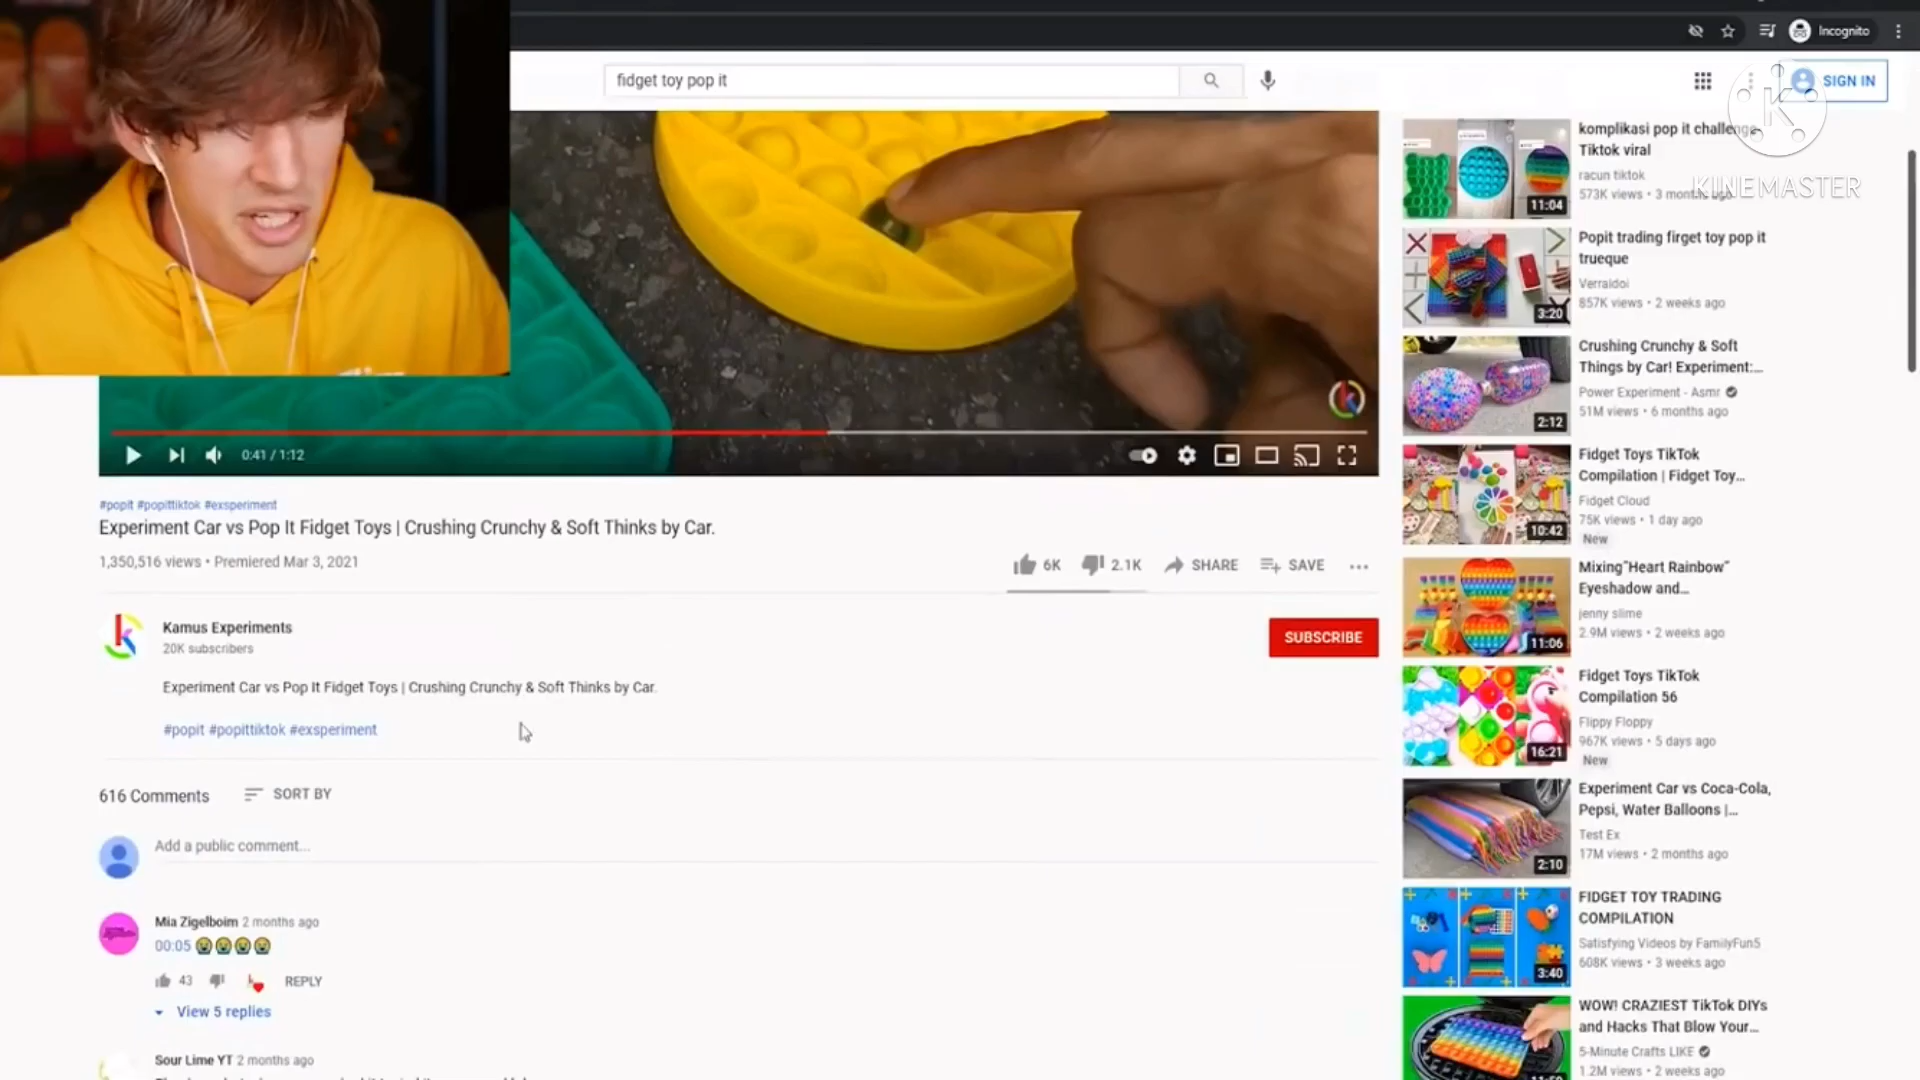 Incognito
fidget toy pop it
SIGN IN
KINEMASTER
0:41 / 1:12
#popit #popittiktok #exsperiment
Experiment Car vs Pop It Fidget Toys | Crushing Crunchy & Soft Thinks by Car.
1,350,516 views • Premiered Mar 3, 2021
6K
2.1K
SHARE
SAVE
Kamus Experiments
20K subscribers
SUBSCRIBE
Experiment Car vs Pop It Fidget Toys | Crushing Crunchy & Soft Thinks by Car.
#popit #popittiktok #exsperiment
616 Comments
SORT BY
Add a public comment...
Mia Zigelboim 2 months ago
00:05 😭😭😭😭
43
REPLY
View 5 replies
Sour Lime YT 2 months ago
komplikasi pop it challenge
Tiktok viral
racun tiktok
573K views • 3 months ago
11:04
Popit trading firget toy pop it
trueque
Verraidoi
857K views • 2 weeks ago
3:20
Crushing Crunchy & Soft
Things by Car! Experiment:...
Power Experiment - Asmr
51M views • 6 months ago
2:12
Fidget Toys TikTok
Compilation | Fidget Toy...
Fidget Cloud
75K views • 1 day ago
New
10:42
Mixing"Heart Rainbow"
Eyeshadow and...
jenny slime
2.9M views • 2 weeks ago
11:06
Fidget Toys TikTok
Compilation 56
Flippy Floppy
967K views • 5 days ago
New
16:21
Experiment Car vs Coca-Cola,
Pepsi, Water Balloons |...
Test Ex
17M views • 2 months ago
2:10
FIDGET TOY TRADING
COMPILATION
Satisfying Videos by FamilyFun5
608K views • 3 weeks ago
3:40
WOW! CRAZIEST TikTok DIYs
and Hacks That Blow Your...
5-Minute Crafts LIKE
1.2M views • 2 weeks ago